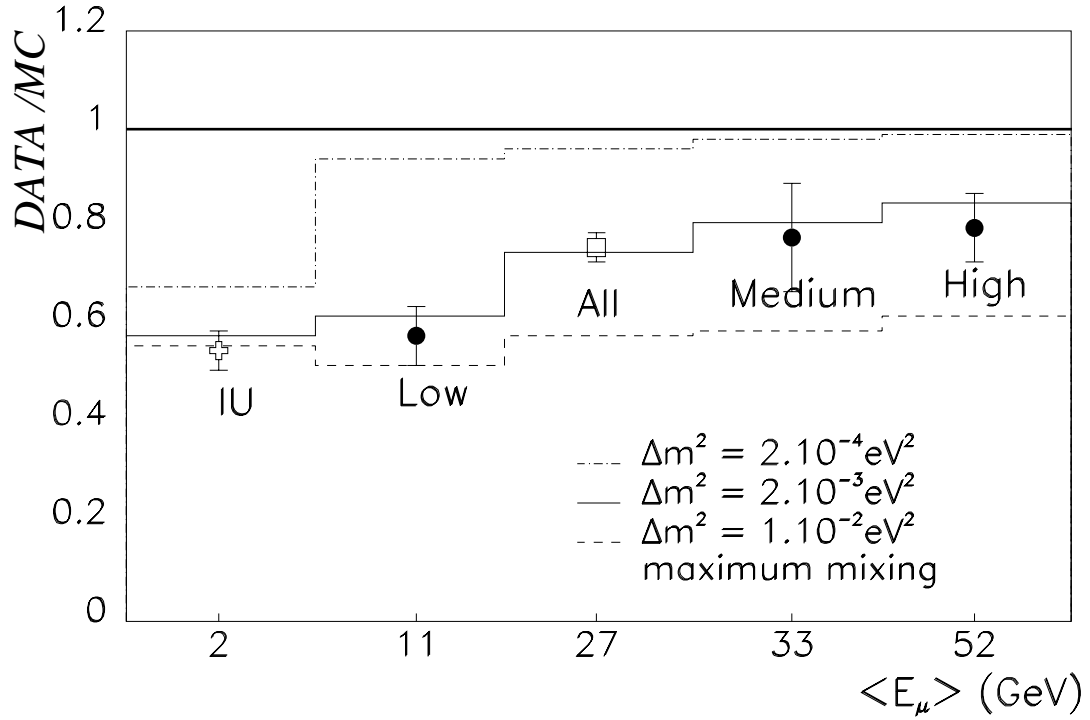 DATA /MC
1.2
1
0.8
0.6
0.4
0.2
0
IU
Low
All
Medium
High
Δm² = 2.10⁻⁴eV²
Δm² = 2.10⁻³eV²
Δm² = 1.10⁻²eV²
maximum mixing
2 11 27 33 52
<E_μ> (GeV)